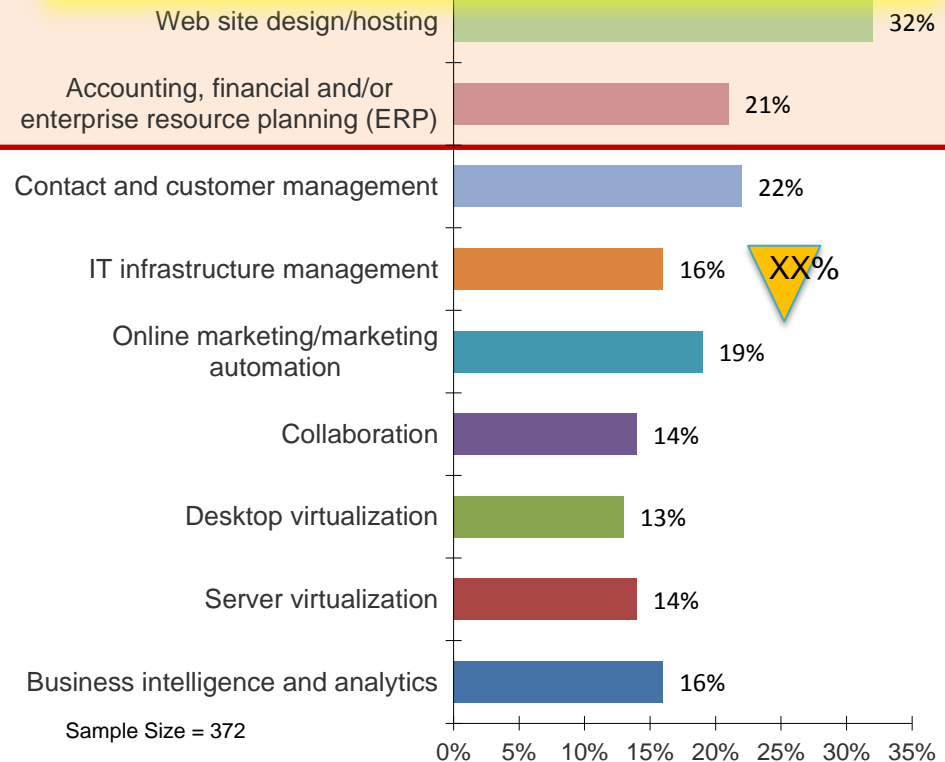 Web site design/hosting 32%
Accounting, financial and/or
enterprise resource planning (ERP) 21%
Contact and customer management 22%
IT infrastructure management 16% XX%
Online marketing/marketing
automation 19%
Collaboration 14%
Desktop virtualization 13%
Server virtualization 14%
Business intelligence and analytics 16%
Sample Size = 372
0% 5% 10% 15% 20% 25% 30% 35%